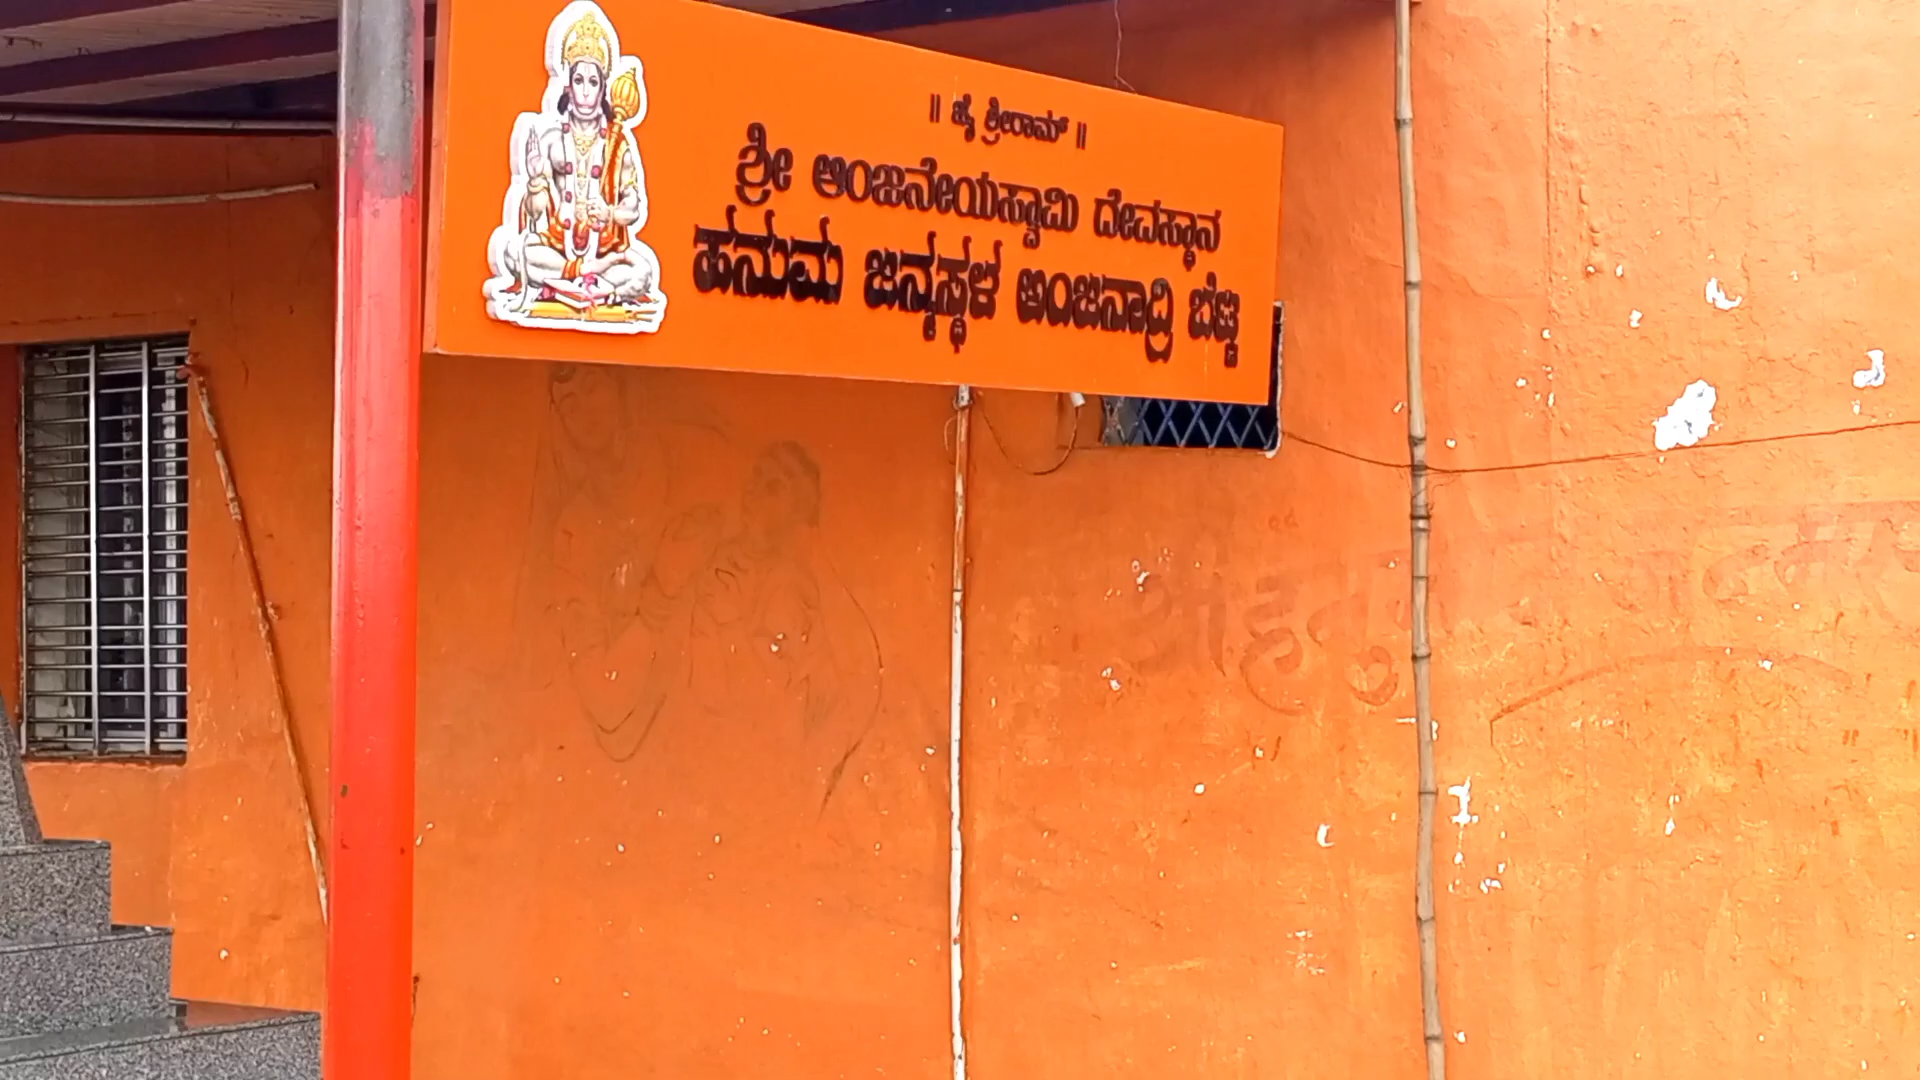 ॥ ಜೈ ಶ್ರೀರಾಮ್ ॥
ಶ್ರೀ ಆಂಜನೇಯಸ್ವಾಮಿ ದೇವಸ್ಥಾನ
ಹನುಮ ಜನ್ಮಸ್ಥಳ ಅಂಜನಾದ್ರಿ ಬೆಟ್ಟ